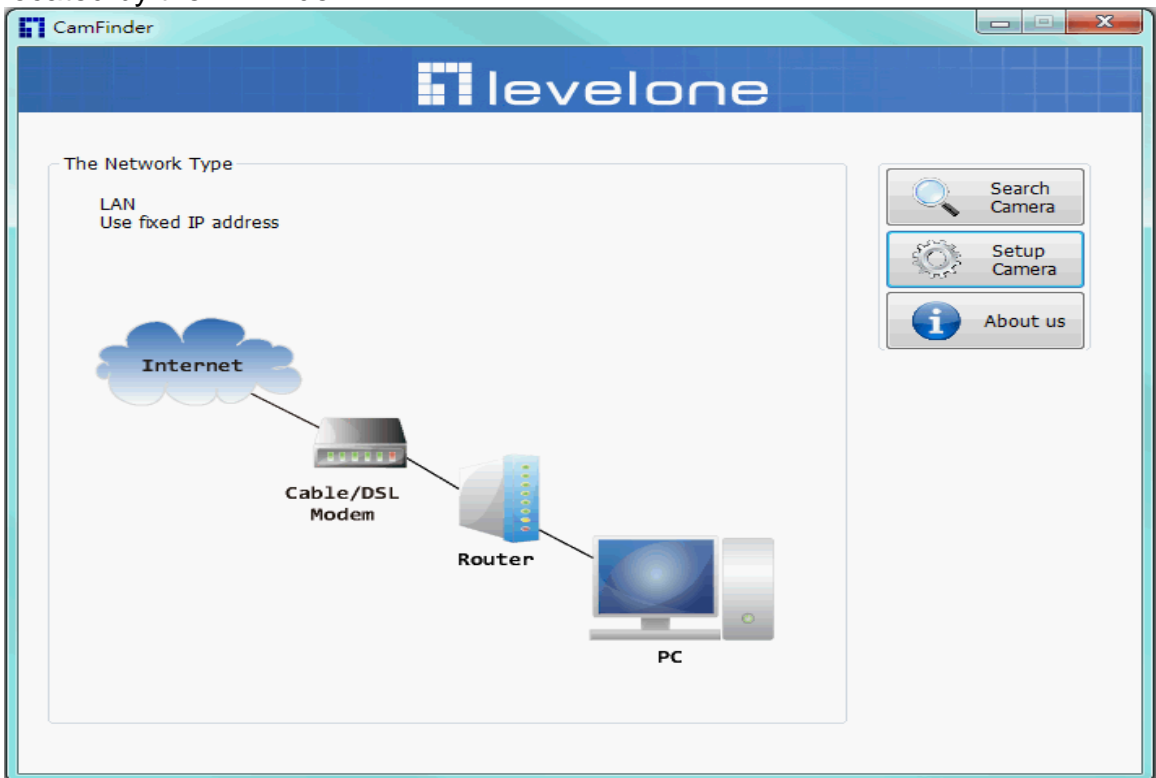 CamFinder
levelone
The Network Type
LAN
Use fixed IP address
Search
Camera
Setup
Camera
About us
Internet
Cable/DSL
Modem
Router
PC